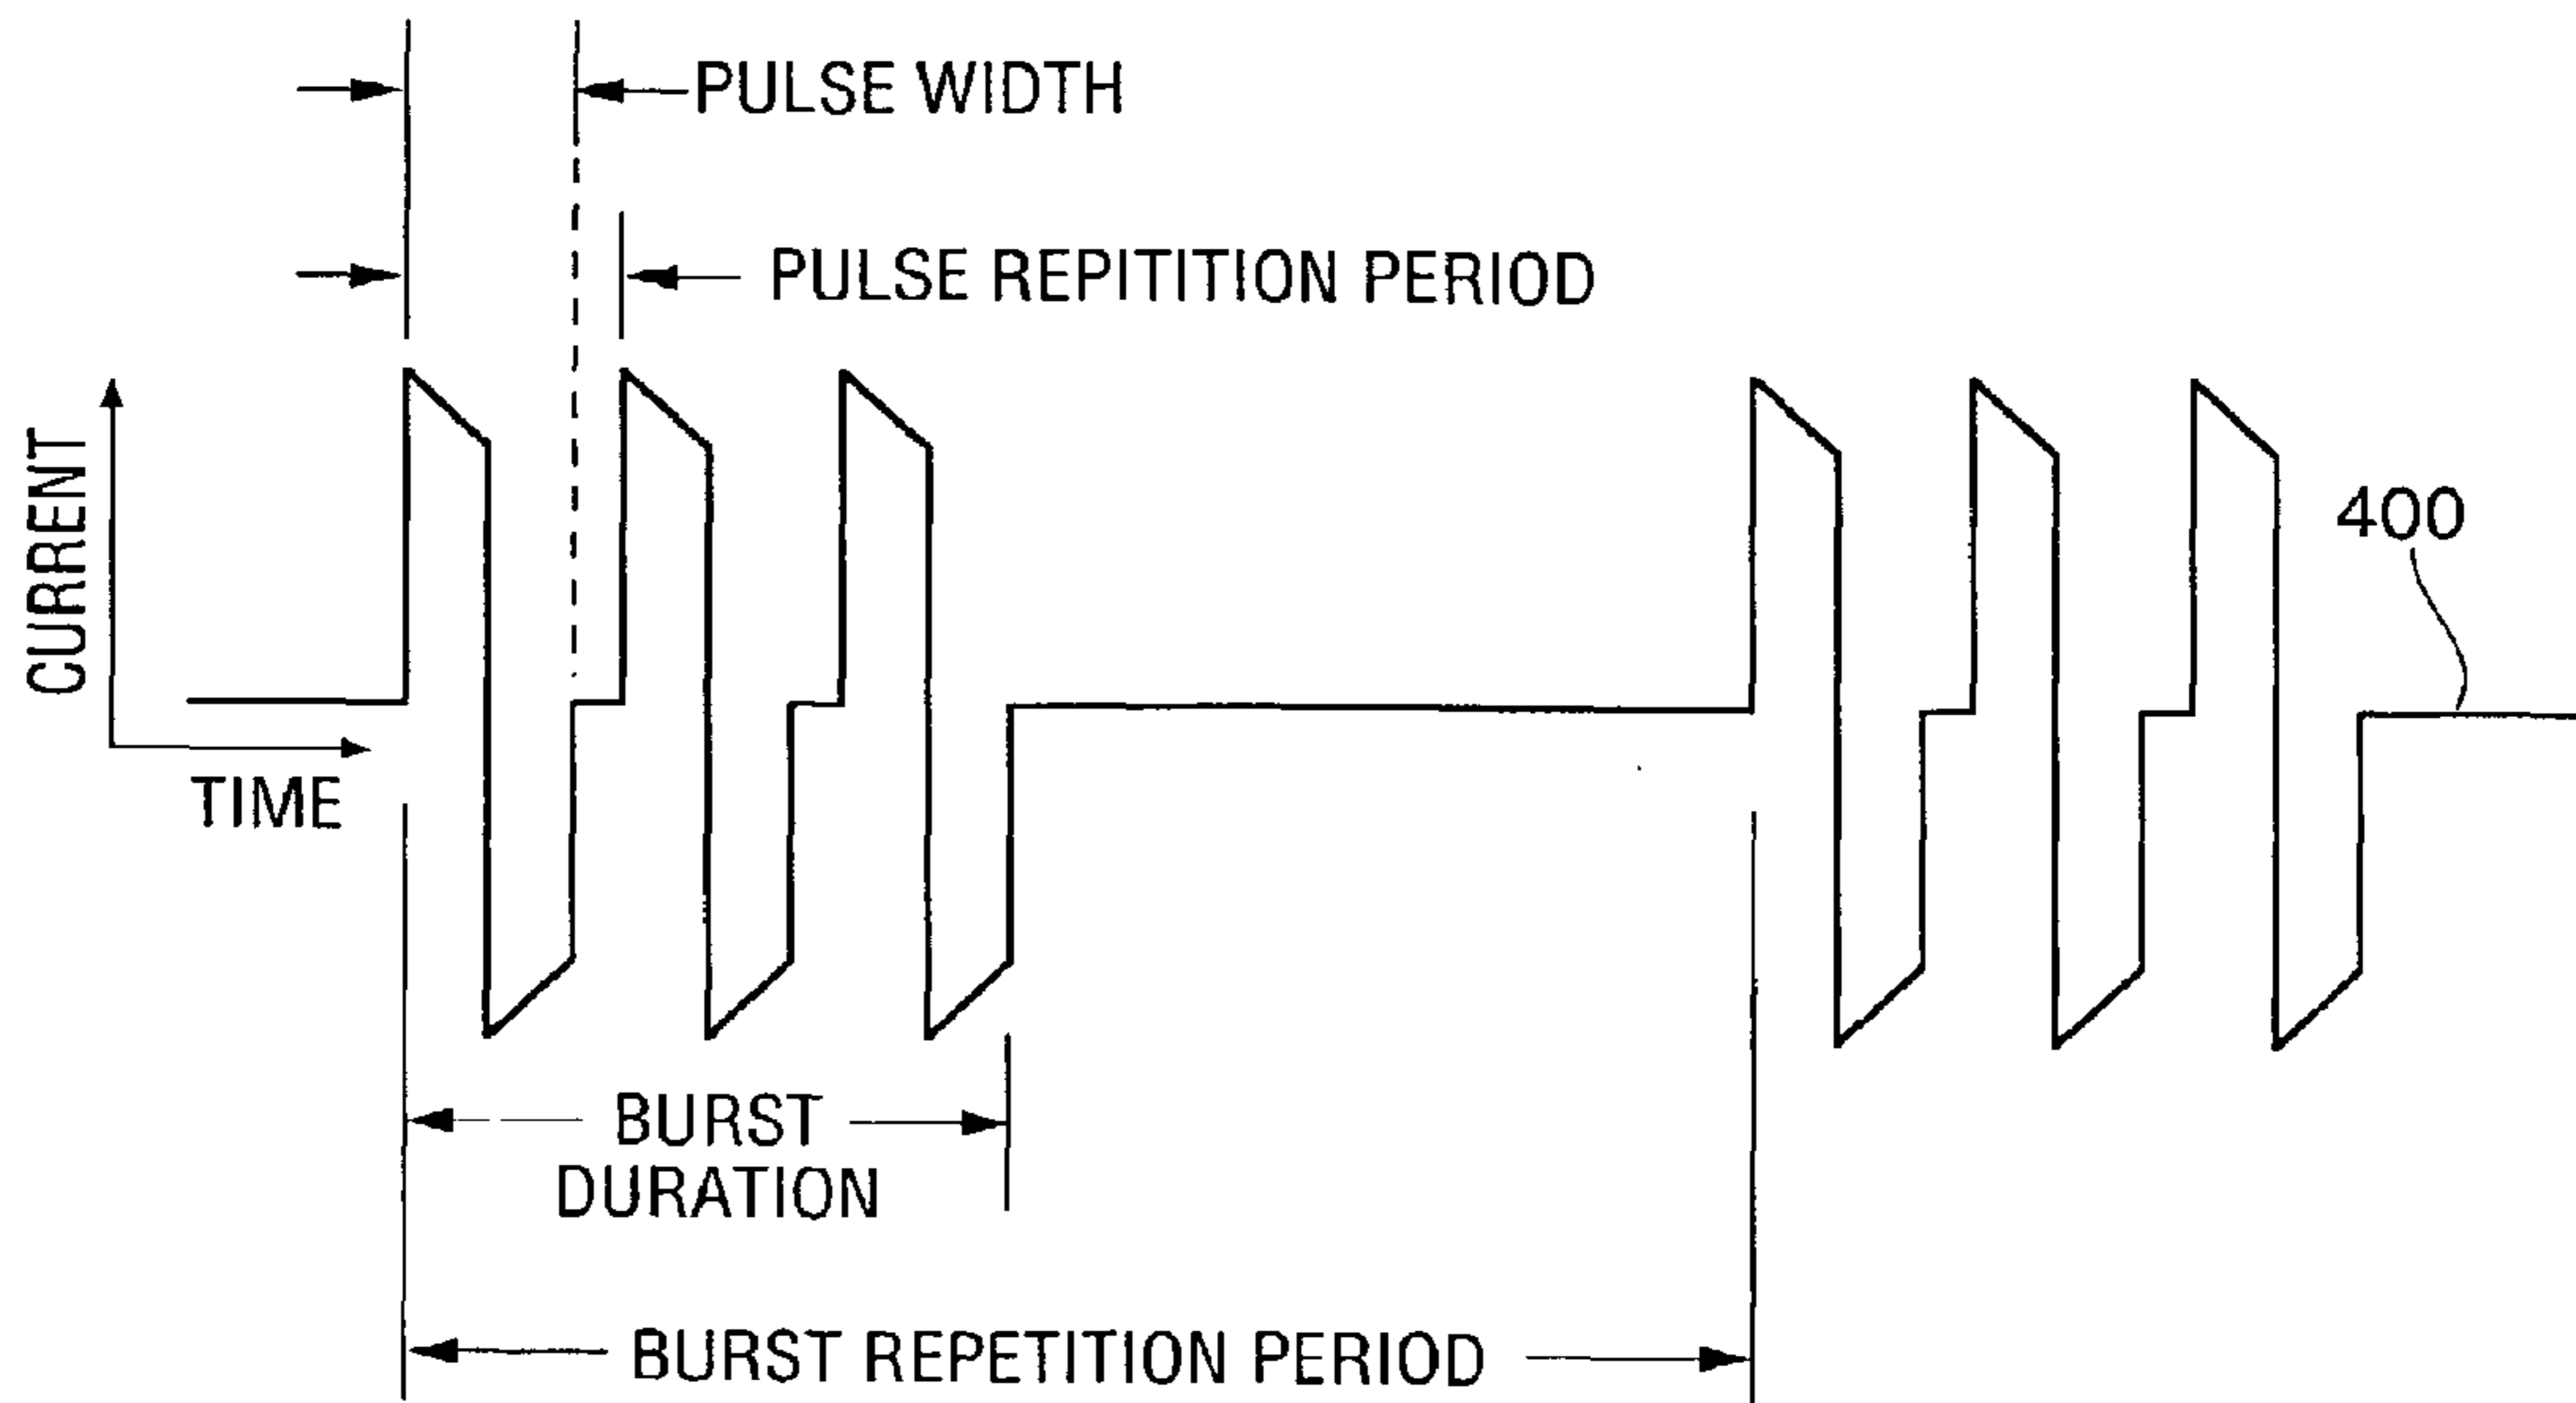 PULSE WIDTH
PULSE REPITITION PERIOD
CURRENT
400
TIME
BURST
DURATION
BURST REPETITION PERIOD